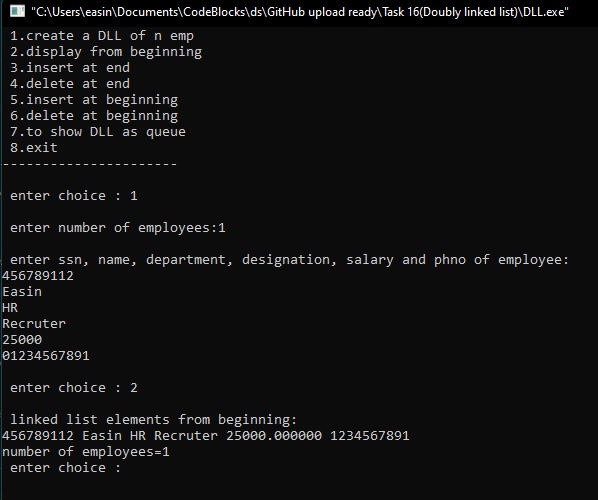 "C:\Users\easin\Documents\CodeBlocks\ds\GitHub upload ready\Task 16(Doubly linked list)\DLL.exe"
1.create a DLL of n emp
2.display from beginning
3.insert at end
4.delete at end
5.insert at beginning
6.delete at beginning
7.to show DLL as queue
8.exit
----------------------
enter choice : 1
enter number of employees:1
enter ssn, name, department, designation, salary and phno of employee:
456789112
Easin
HR
Recruter
25000
01234567891
enter choice : 2
linked list elements from beginning:
456789112 Easin HR Recruter 25000.000000 1234567891
number of employees=1
enter choice :